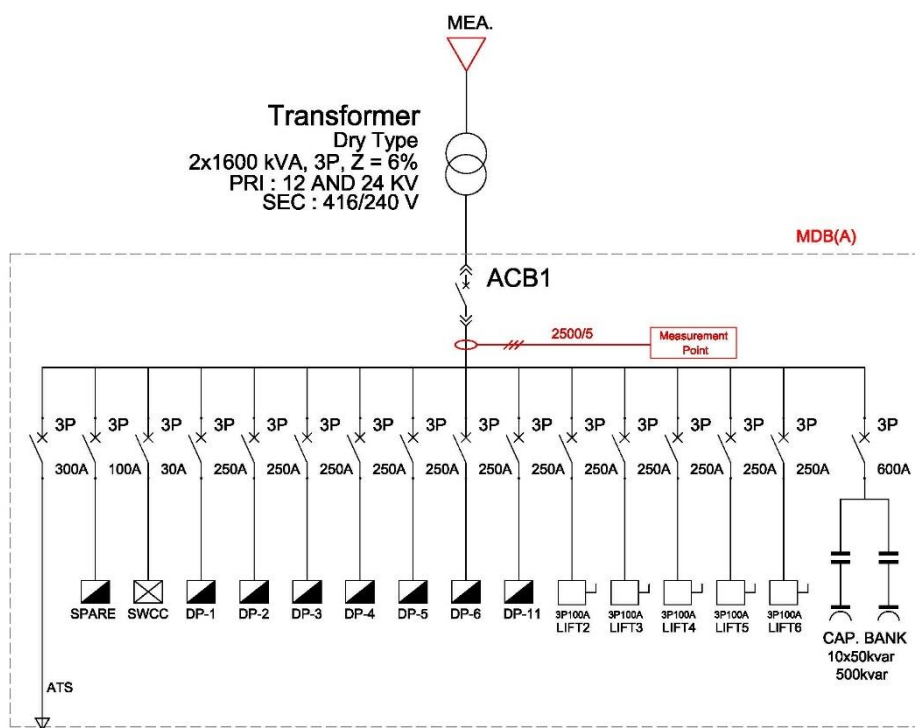 MEA.
Transformer
Dry Type
2x1600 kVA, 3P, Z = 6%
PRI : 12 AND 24 KV
SEC : 416/240 V
MDB(A)
ACB1
2500/5
Measurement
Point
3P 3P 3P 3P 3P 3P 3P 3P 3P 3P 3P 3P 3P 3P 3P 3P
300A 100A 30A 250A 250A 250A 250A 250A 250A 250A 250A 250A 250A 250A 250A 600A
SPARE SWCC DP-1 DP-2 DP-3 DP-4 DP-5 DP-6 DP-11
3P100A 3P100A 3P100A 3P100A 3P100A
LIFT2 LIFT3 LIFT4 LIFT5 LIFT6
CAP. BANK
10x50kvar
500kvar
ATS